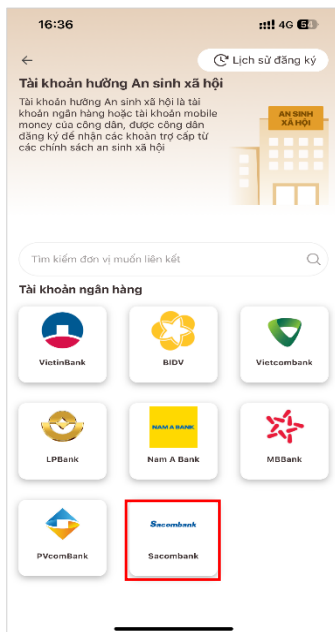 16:36
4G 51
Lịch sử đăng ký
Tài khoản hưởng An sinh xã hội
Tài khoản hưởng An sinh xã hội là tài
khoản ngân hàng hoặc tài khoản mobile
money của công dân, được công dân
đăng ký để nhận các khoản trợ cấp từ
các chính sách an sinh xã hội
AN SINH
XÃ HỘI
Tìm kiếm đơn vị muốn liên kết
Tài khoản ngân hàng
VietinBank
BIDV
Vietcombank
LPBank
NAM A BANK
Nam A Bank
MBBank
PVcomBank
Sacombank
Sacombank